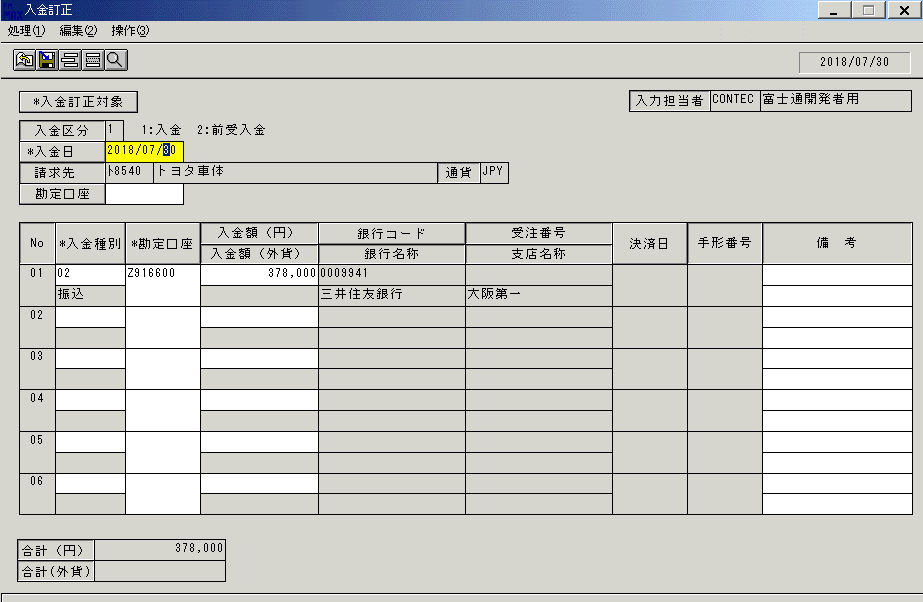 入金訂正
処理(1) 編集(2) 操作(3)
2018/07/30
*入金訂正対象 入力担当者 CONTEC 富士通開発者用
入金区分 1 1:入金 2:前受入金
*入金日 2018/07/30
請求先 ﾄ8540 トヨタ車体 通貨 JPY
勘定口座
No *入金種別 *勘定口座 入金額（円） 銀行コード 受注番号 決済日 手形番号 備 考
入金額（外貨） 銀行名称 支店名称
01 02 Z916600 378,000 0009941
振込 三井住友銀行 大阪第一
02
03
04
05
06
合計（円） 378,000
合計(外貨)